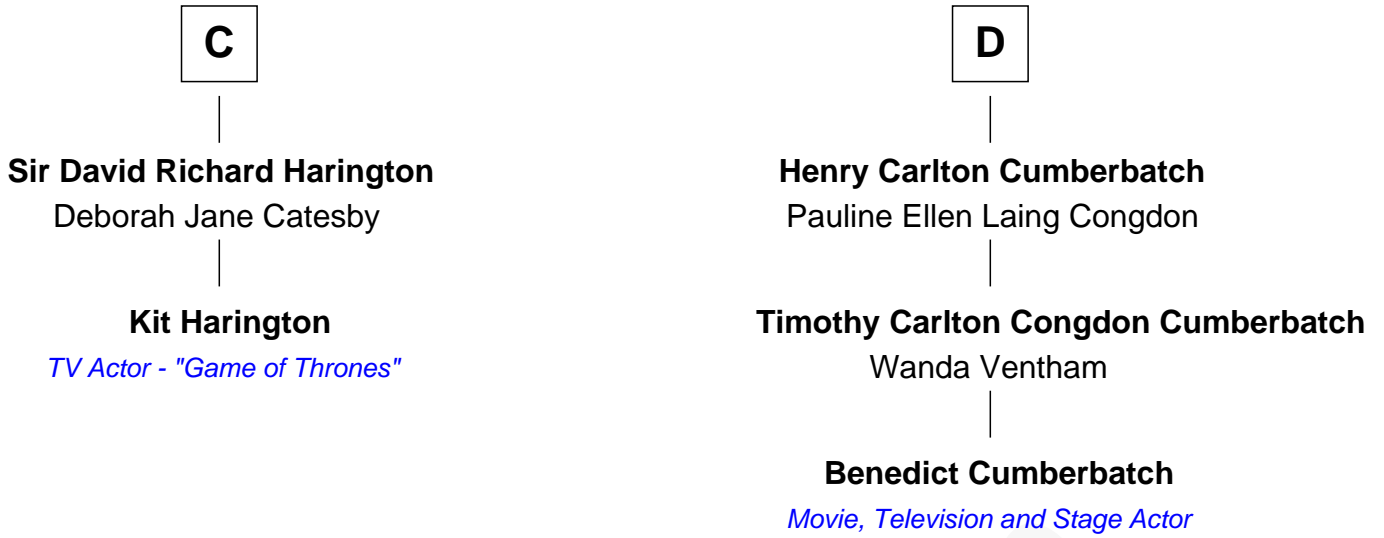 C
Sir David Richard Harington
Deborah Jane Catesby
Kit Harington
TV Actor - "Game of Thrones"
D
Henry Carlton Cumberbatch
Pauline Ellen Laing Congdon
Timothy Carlton Congdon Cumberbatch
Wanda Ventham
Benedict Cumberbatch
Movie, Television and Stage Actor